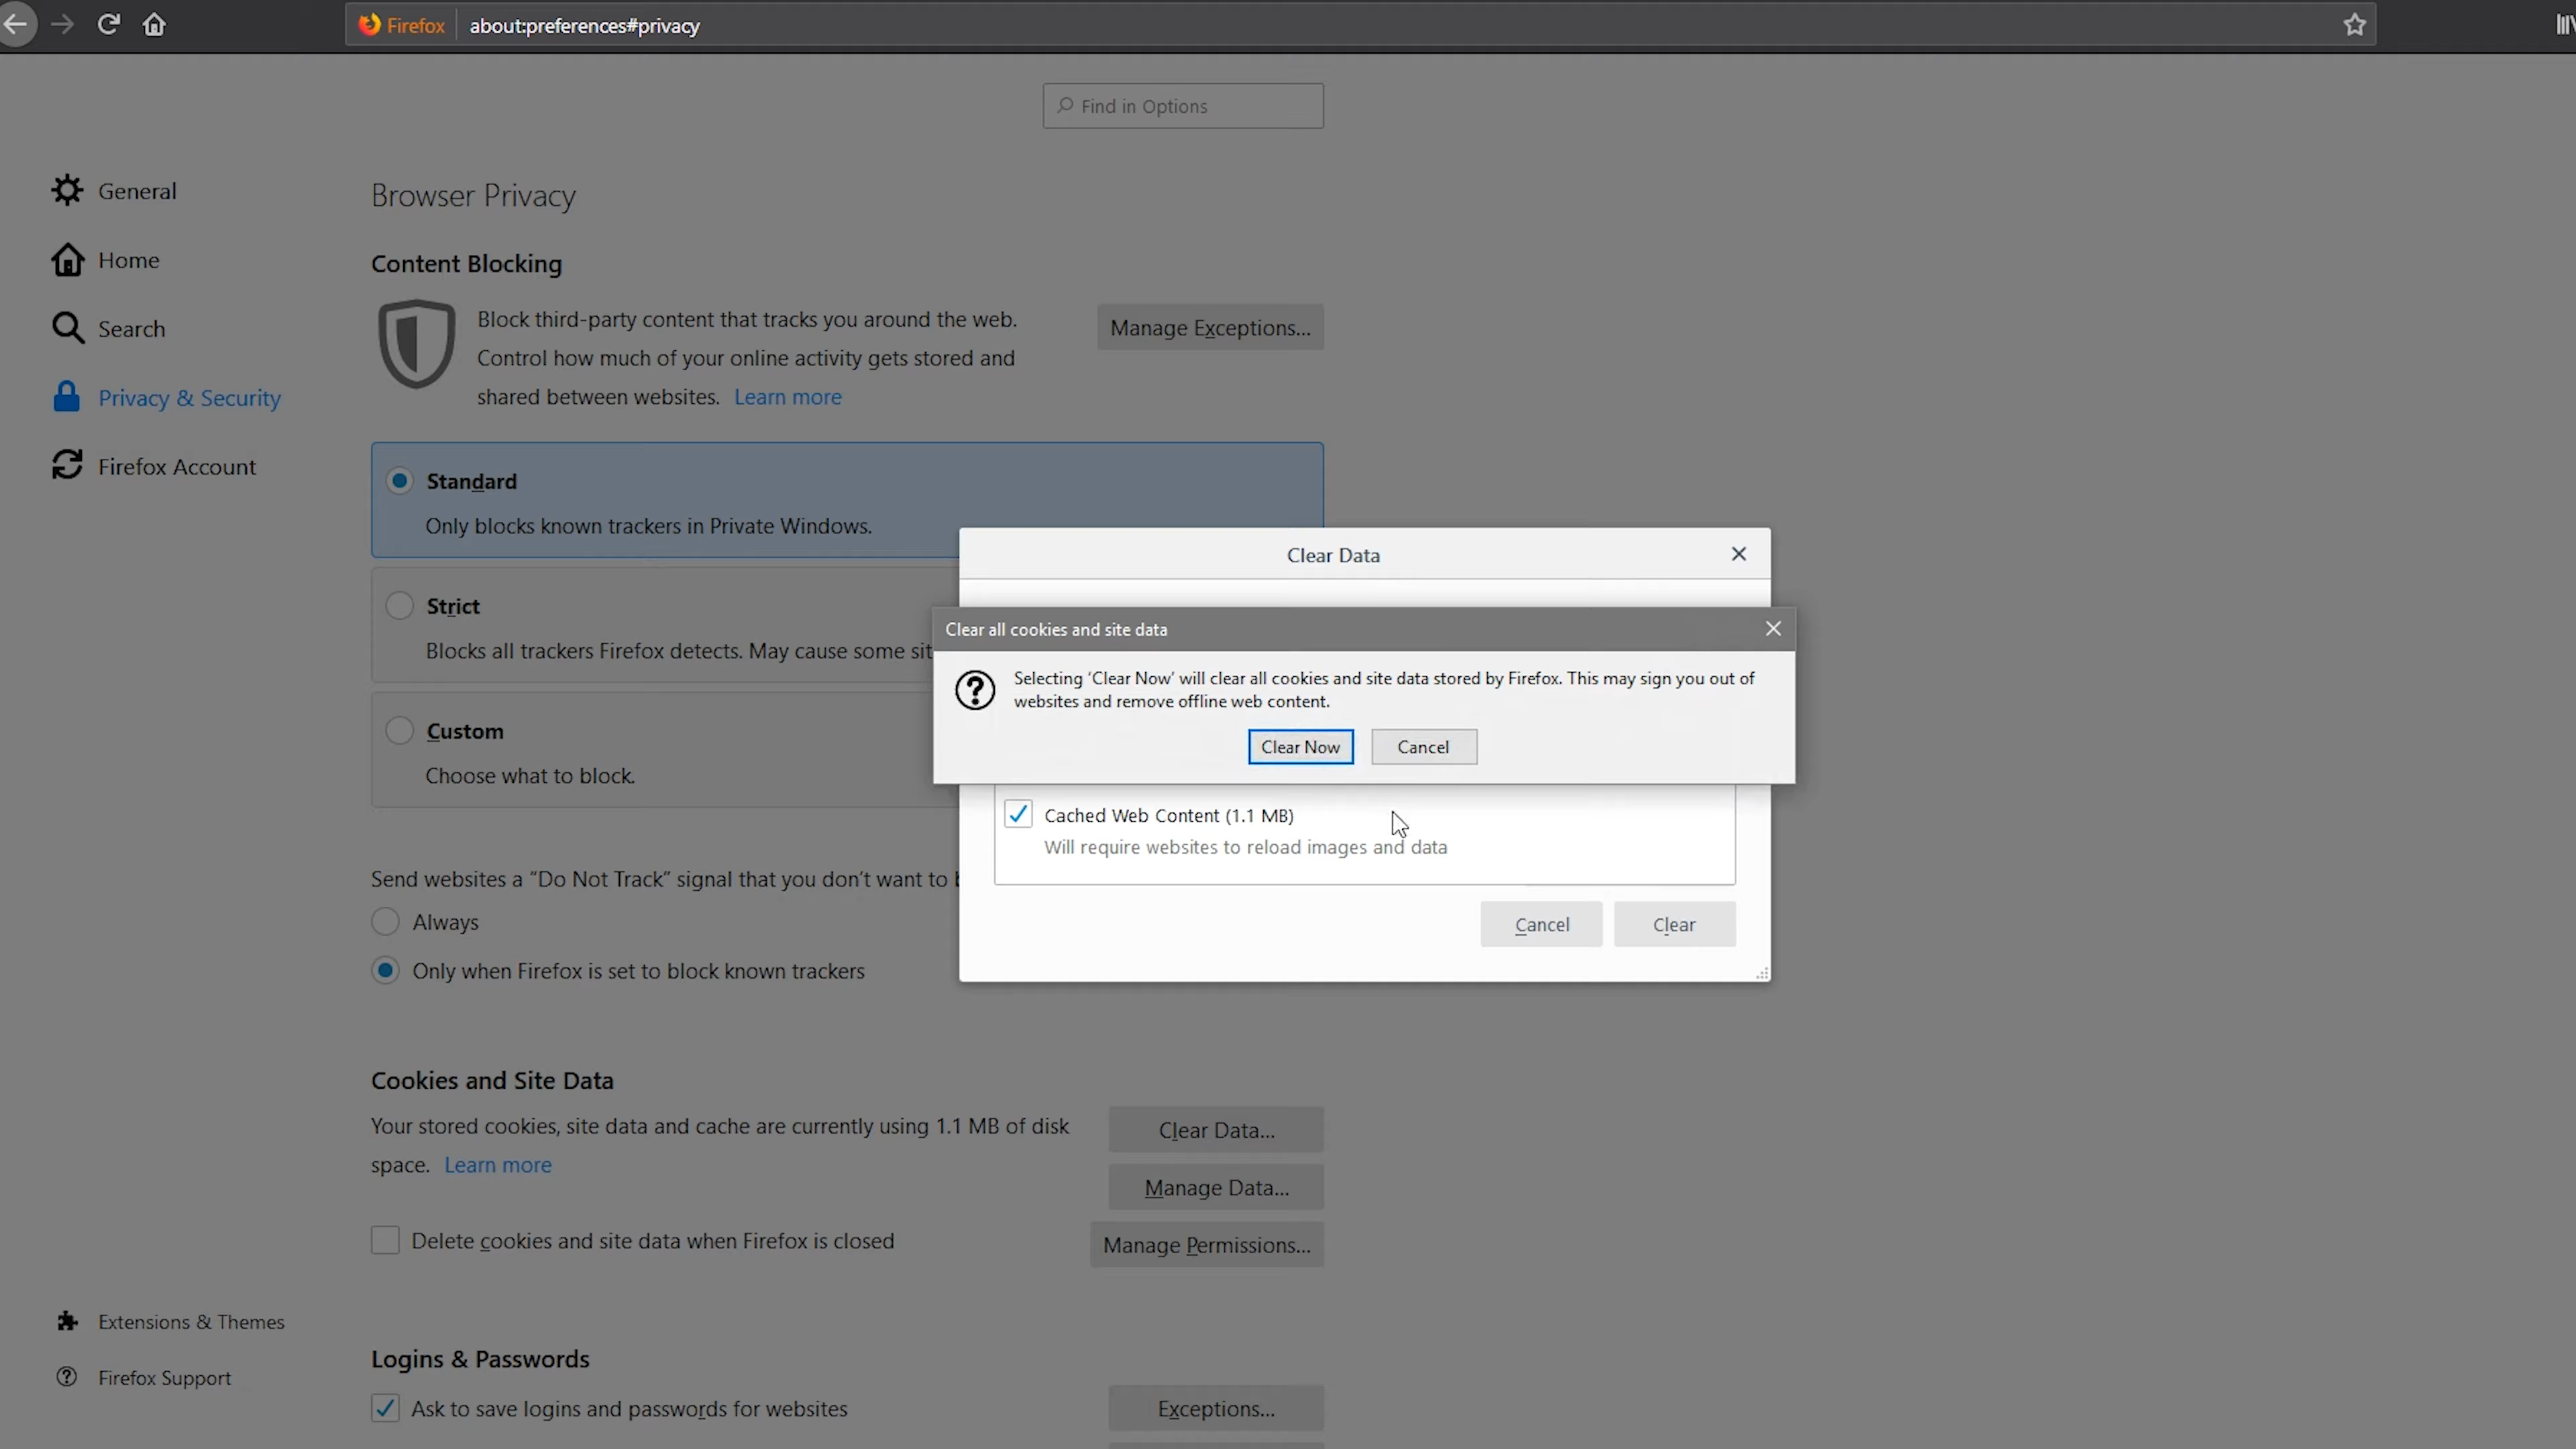 Firefox about:preferences#privacy
Find in Options
General
Home
Search
Privacy & Security
Firefox Account
Extensions & Themes
Firefox Support
Browser Privacy
Content Blocking
Block third-party content that tracks you around the web.
Control how much of your online activity gets stored and
shared between websites. Learn more
Manage Exceptions...
Standard
Only blocks known trackers in Private Windows.
Strict
Blocks all trackers Firefox detects. May cause some sit
Custom
Choose what to block.
Send websites a “Do Not Track” signal that you don’t want to b
Always
Only when Firefox is set to block known trackers
Clear Data
Clear all cookies and site data
Selecting ‘Clear Now’ will clear all cookies and site data stored by Firefox. This may sign you out of
websites and remove offline web content.
Clear Now Cancel
Cached Web Content (1.1 MB)
Will require websites to reload images and data
Cancel Clear
Cookies and Site Data
Your stored cookies, site data and cache are currently using 1.1 MB of disk
space. Learn more
Clear Data...
Manage Data...
Delete cookies and site data when Firefox is closed
Manage Permissions...
Logins & Passwords
Ask to save logins and passwords for websites
Exceptions...